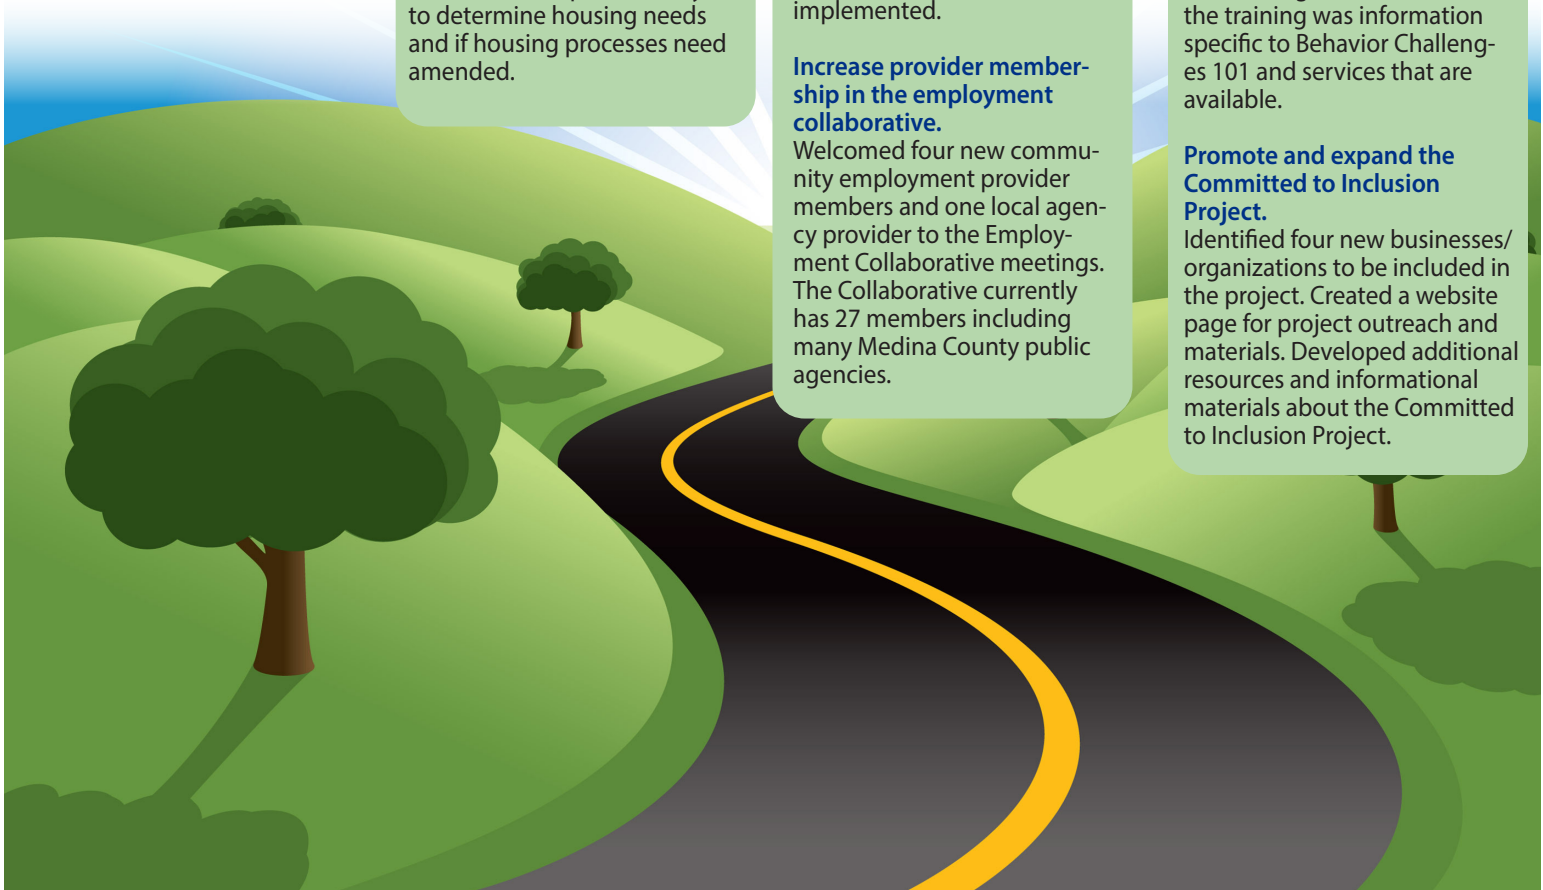 to determine housing needs
and if housing processes need
amended.
implemented.
Increase provider member-
ship in the employment
collaborative.
Welcomed four new commu-
nity employment provider
members and one local agen-
cy provider to the Employ-
ment Collaborative meetings.
The Collaborative currently
has 27 members including
many Medina County public
agencies.
the training was information
specific to Behavior Challeng-
es 101 and services that are
available.
Promote and expand the
Committed to Inclusion
Project.
Identified four new businesses/
organizations to be included in
the project. Created a website
page for project outreach and
materials. Developed additional
resources and informational
materials about the Committed
to Inclusion Project.